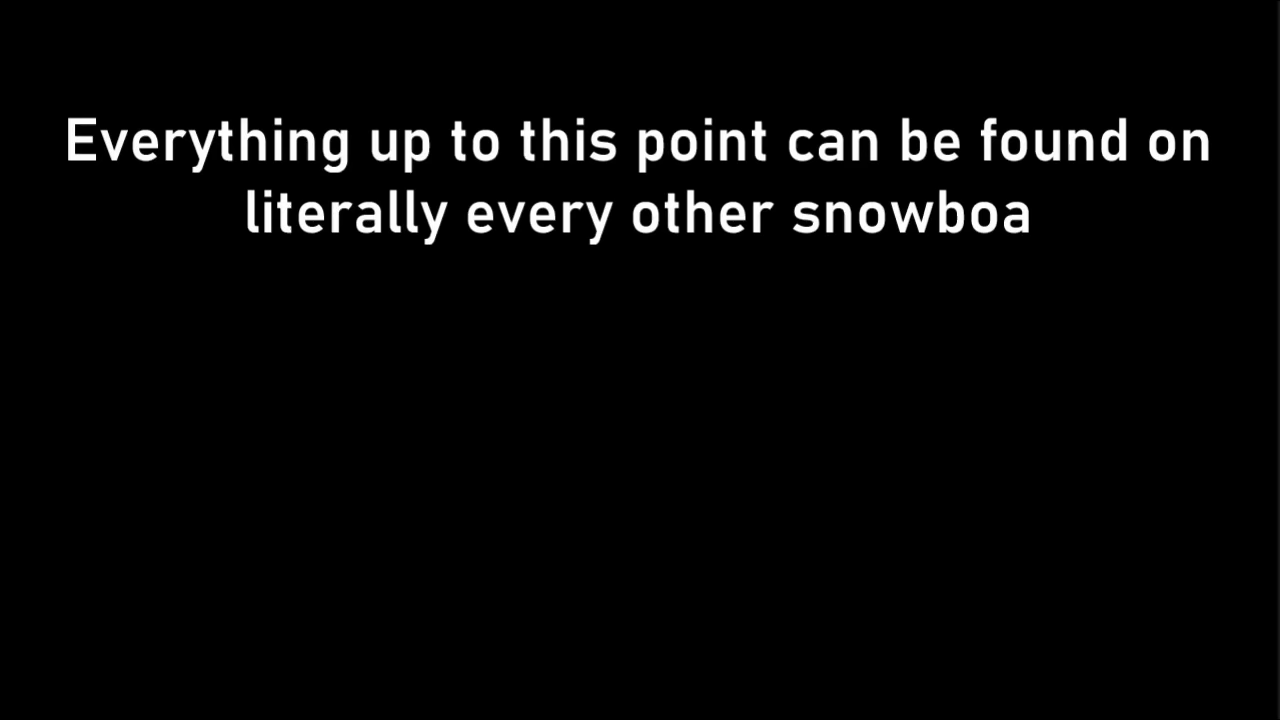 Everything up to this point can be found on
literally every other snowboa